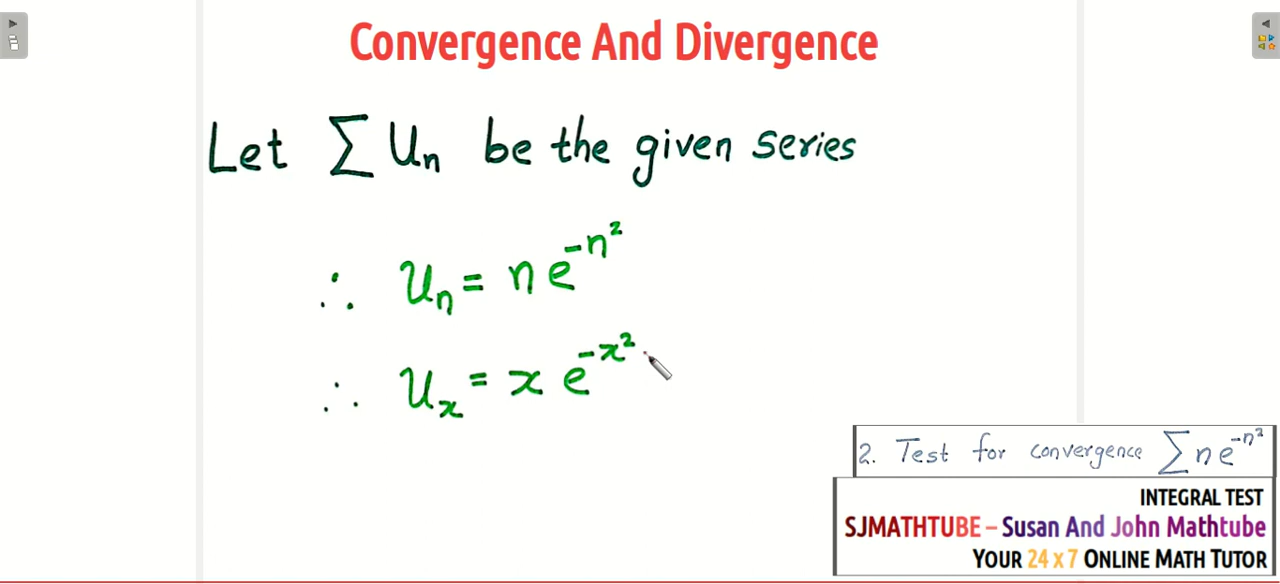 Convergence And Divergence
Let ∑ Uₙ be the given series
∴ Uₙ = n e^{-n²}
∴ Uₓ = x e^{-x²}
2. Test for convergence ∑ n e^{-n²}
INTEGRAL TEST
SJMATHTUBE – Susan And John Mathtube
YOUR 24 x 7 ONLINE MATH TUTOR